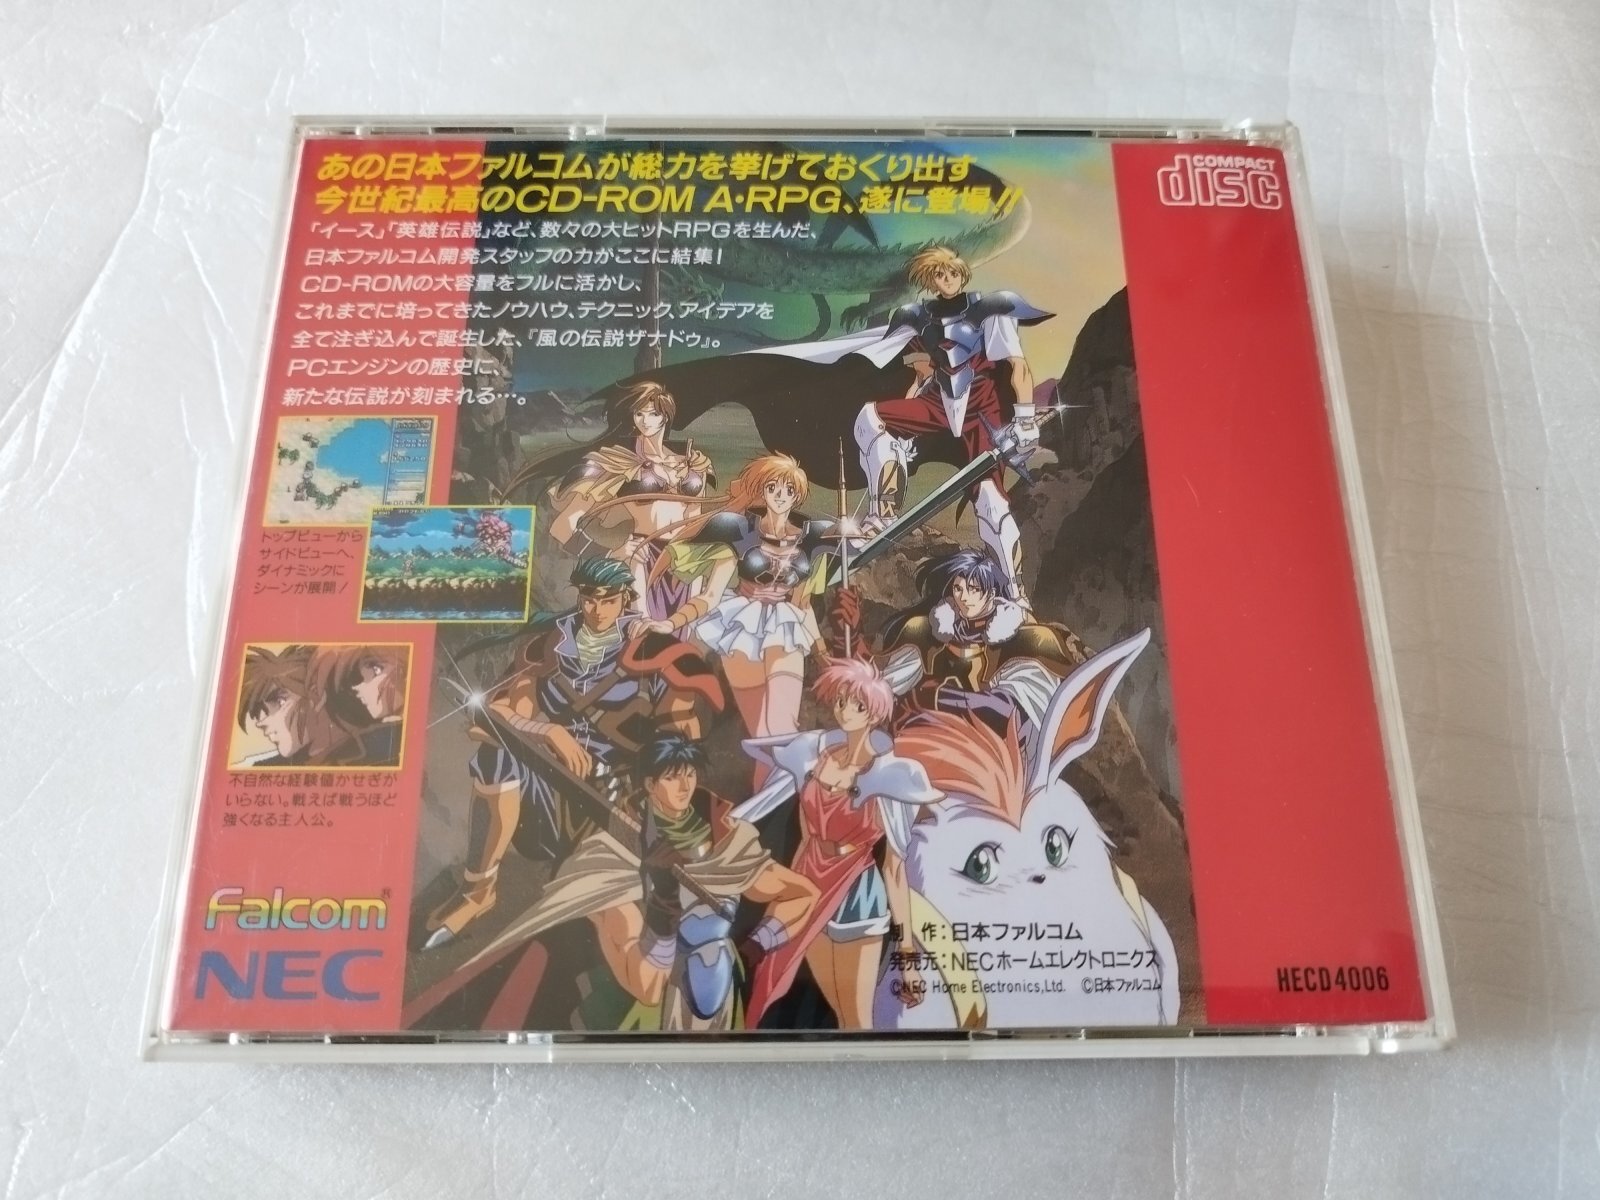 あの日本ファルコムが総力を挙げておくり出す
今世紀最高のCD-ROM A・RPG、遂に登場!!
「イース」「英雄伝説」など、数々の大ヒットRPGを生んだ、
日本ファルコム開発スタッフの力がここに結集!
CD-ROMの大容量をフルに活かし、
これまでに培ってきたノウハウ、テクニック、アイデアを
全て注ぎ込んで誕生した、『風の伝説ザナドゥ』。
PCエンジンの歴史に、
新たな伝説が刻まれる…。
COMPACT
disc
トップビューから
サイドビューへ、
ダイナミックに
シーンが展開!
不自然な経験値かせぎが
いらない。戦えば戦うほど
強くなる主人公。
Falcom®
NEC
制 作:日本ファルコム
発売元:NECホームエレクトロニクス
©NEC Home Electronics,Ltd. ©日本ファルコム
HECD4006